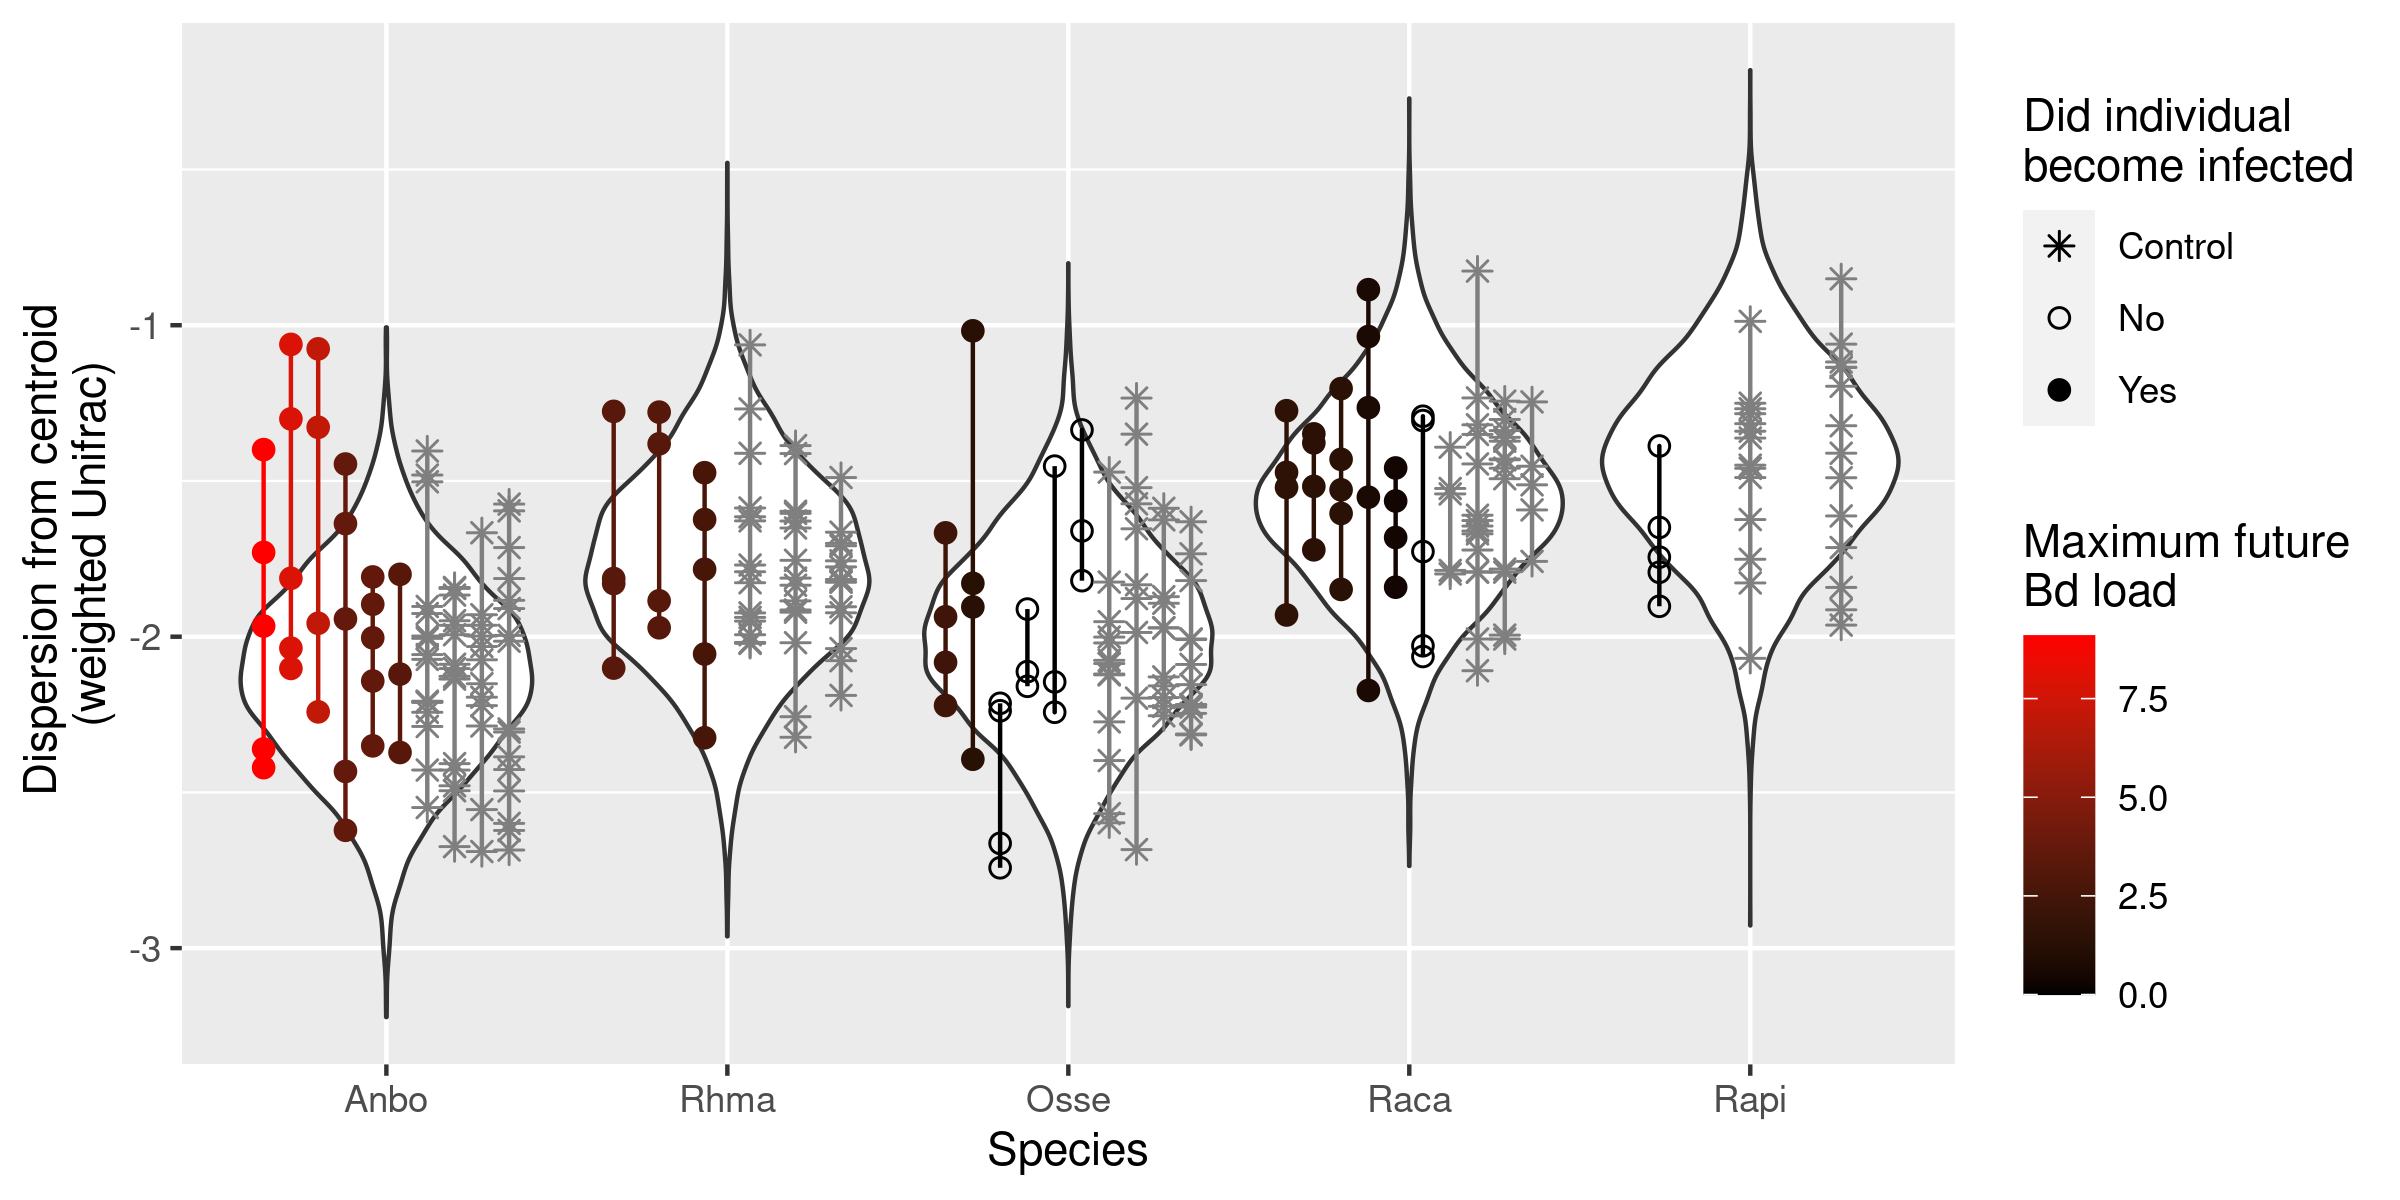 Dispersion from centroid
(weighted Unifrac)
-1
-2
-3
Anbo
Rhma
Osse
Raca
Rapi
Species
Did individual
become infected
Control
No
Yes
Maximum future
Bd load
7.5
5.0
2.5
0.0